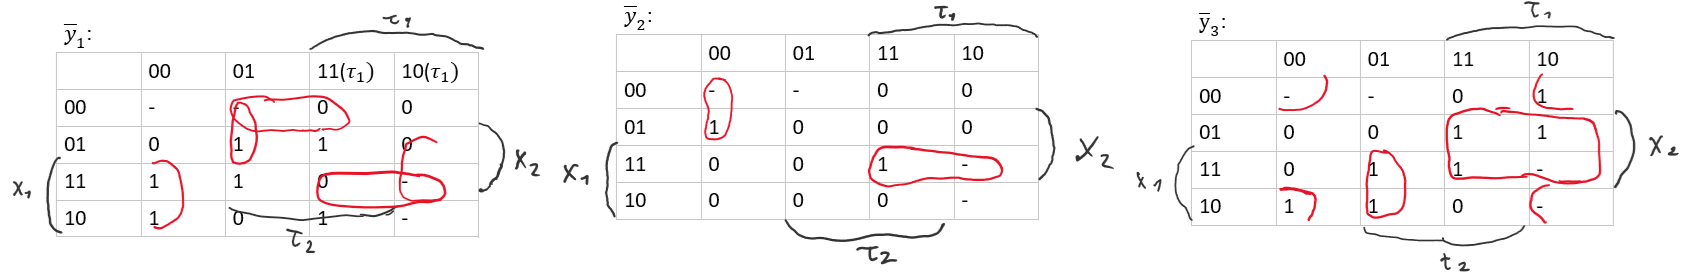 τ₁
y̅₁:
00 01 11(τ₁) 10(τ₁)
00 - - 0 0
01 0 1 1 0
11 1 1 0 -
10 1 0 1 -
x₁
x₂
τ₂
τ₁
y̅₂:
00 01 11 10
00 - - 0 0
01 1 0 0 0
11 0 0 1 -
10 0 0 0 -
x₁
x₂
τ₂
τ₁
y̅₃:
00 01 11 10
00 - - 0 1
01 0 0 1 1
11 0 1 1 -
10 1 1 0 -
x₁
x₂
t₂